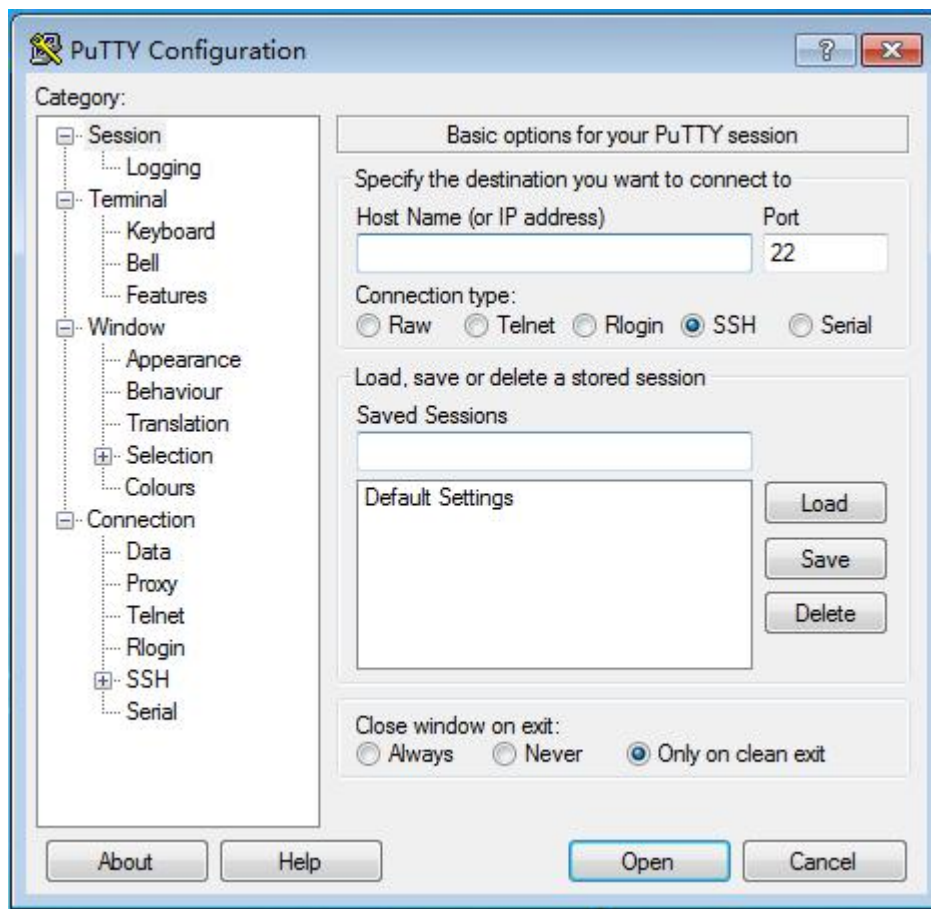 PuTTY Configuration
Category:
Session
Logging
Terminal
Keyboard
Bell
Features
Window
Appearance
Behaviour
Translation
Selection
Colours
Connection
Data
Proxy
Telnet
Rlogin
SSH
Serial
Basic options for your PuTTY session
Specify the destination you want to connect to
Host Name (or IP address) Port
22
Connection type:
Raw Telnet Rlogin SSH Serial
Load, save or delete a stored session
Saved Sessions
Default Settings
Load
Save
Delete
Close window on exit:
Always Never Only on clean exit
About Help Open Cancel